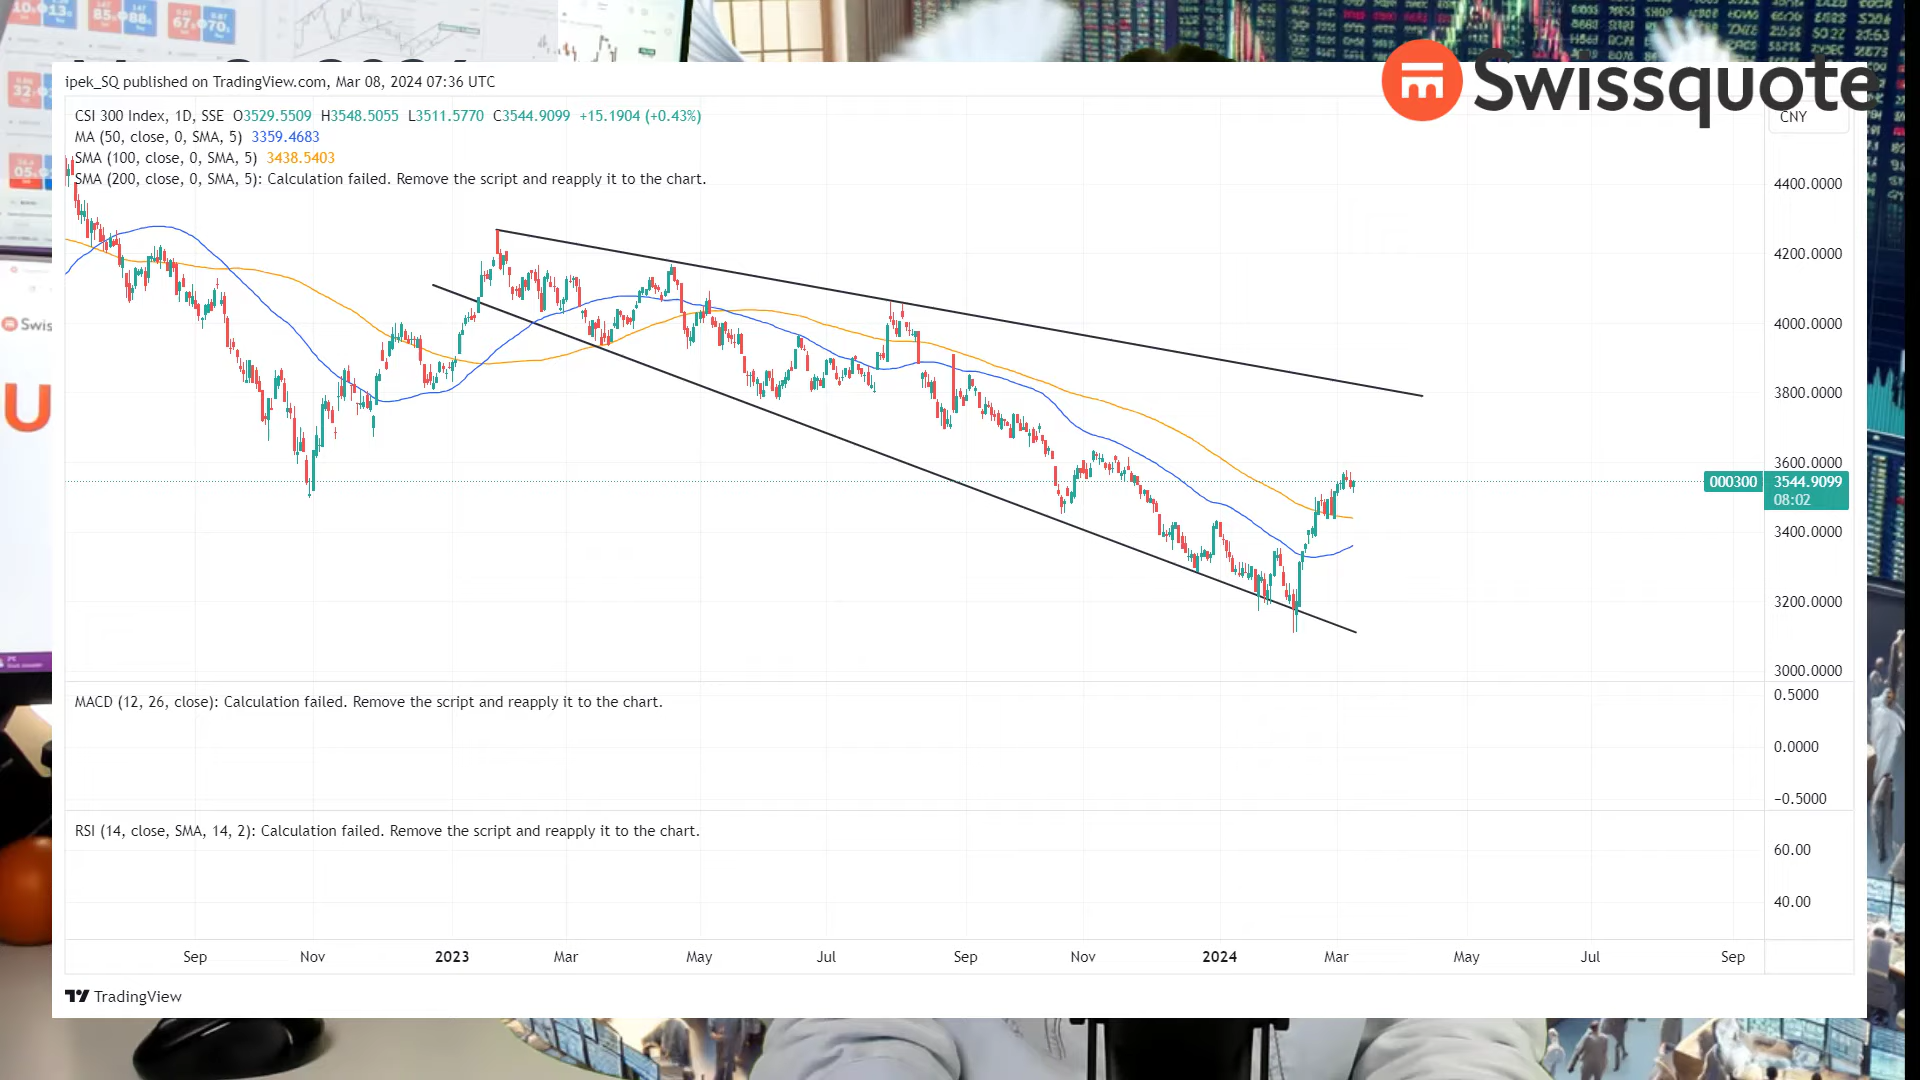 Swissquote
ipek_SQ published on TradingView.com, Mar 08, 2024 07:36 UTC
CSI 300 Index, 1D, SSE O3529.5509 H3548.5055 L3511.5770 C3544.9099 +15.1904 (+0.43%)
CNY
MA (50, close, 0, SMA, 5) 3359.4683
SMA (100, close, 0, SMA, 5) 3438.5403
SMA (200, close, 0, SMA, 5): Calculation failed. Remove the script and reapply it to the chart.
4400.0000
4200.0000
4000.0000
3800.0000
3600.0000
000300 3544.9099
08:02
3400.0000
3200.0000
3000.0000
MACD (12, 26, close): Calculation failed. Remove the script and reapply it to the chart.
0.5000
0.0000
−0.5000
RSI (14, close, SMA, 14, 2): Calculation failed. Remove the script and reapply it to the chart.
60.00
40.00
Sep Nov 2023 Mar May Jul Sep Nov 2024 Mar May Jul Sep
TradingView